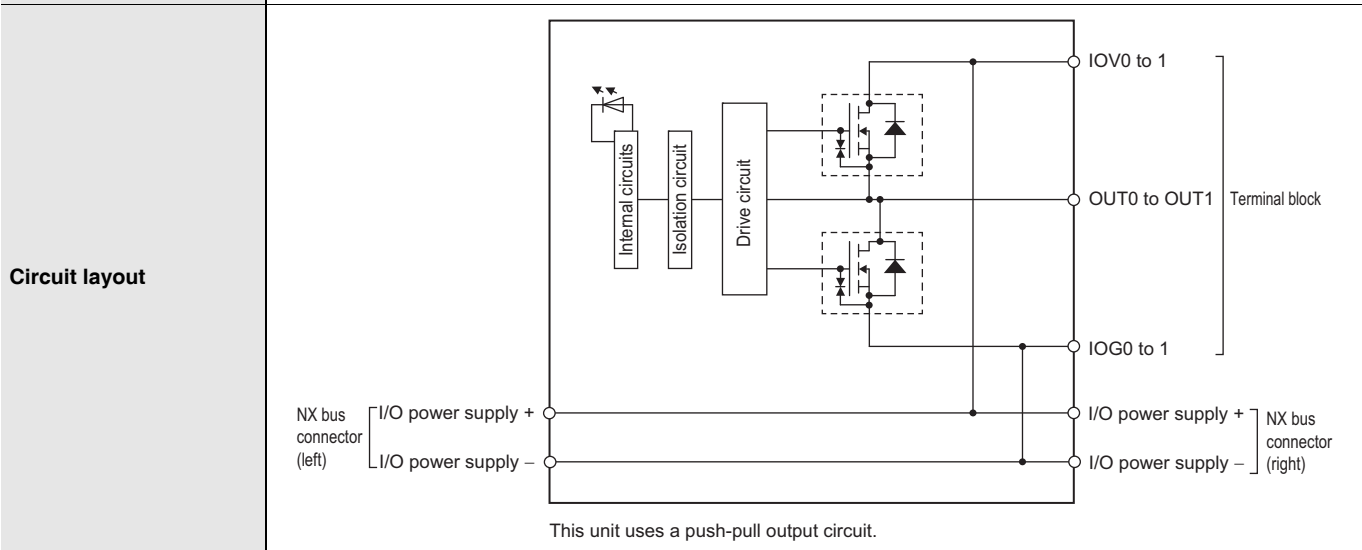 Circuit layout
Internal circuits
Isolation circuit
Drive circuit
IOV0 to 1
OUT0 to OUT1
Terminal block
IOG0 to 1
NX bus
connector
(left)
I/O power supply +
I/O power supply –
I/O power supply +
I/O power supply –
NX bus
connector
(right)
This unit uses a push-pull output circuit.